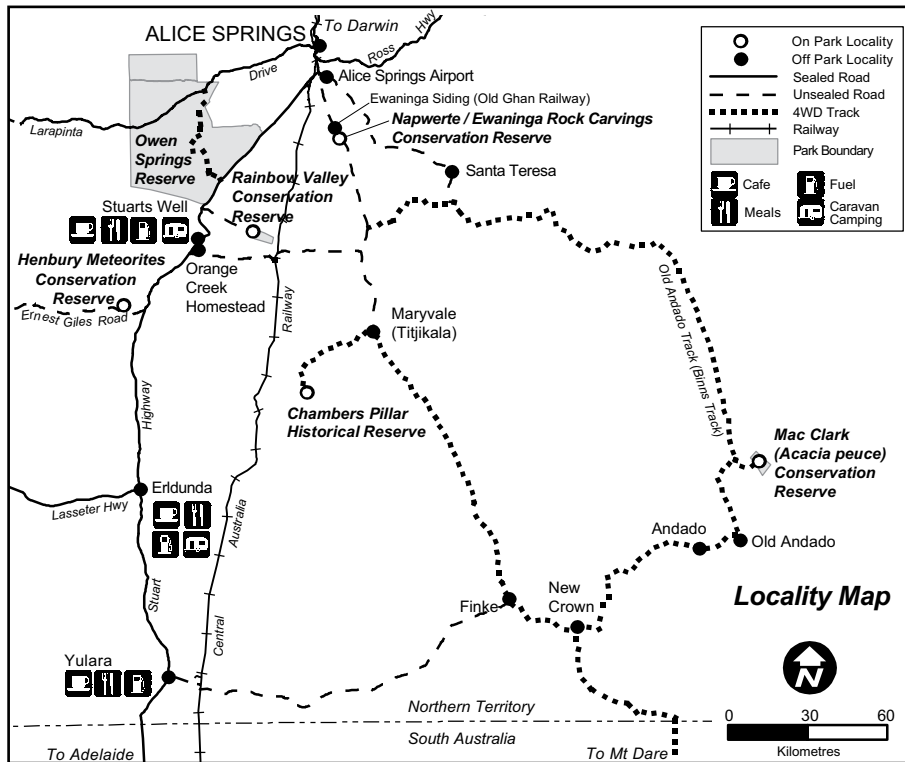 To Darwin
ALICE SPRINGS
Ross
Hwy
Drive
Alice Springs Airport
Ewaninga Siding (Old Ghan Railway)
Napwerte / Ewaninga Rock Carvings
Conservation Reserve
Larapinta
Owen
Springs
Reserve
Rainbow Valley
Conservation
Reserve
Santa Teresa
Stuarts Well
Henbury Meteorites
Conservation
Reserve
Orange
Creek
Homestead
Ernest Giles Road
Railway
Maryvale
(Titjikala)
Old Andado Track (Binns Track)
Chambers Pillar
Historical Reserve
Highway
Mac Clark
(Acacia peuce)
Conservation
Reserve
Erldunda
Lasseter Hwy
Australia
Andado
Old Andado
Stuart
Central
Finke
New
Crown
Yulara
Northern Territory
South Australia
To Adelaide
To Mt Dare
On Park Locality
Off Park Locality
Sealed Road
Unsealed Road
4WD Track
Railway
Park Boundary
Cafe
Fuel
Meals
Caravan
Camping
Locality Map
N
0 30 60
Kilometres